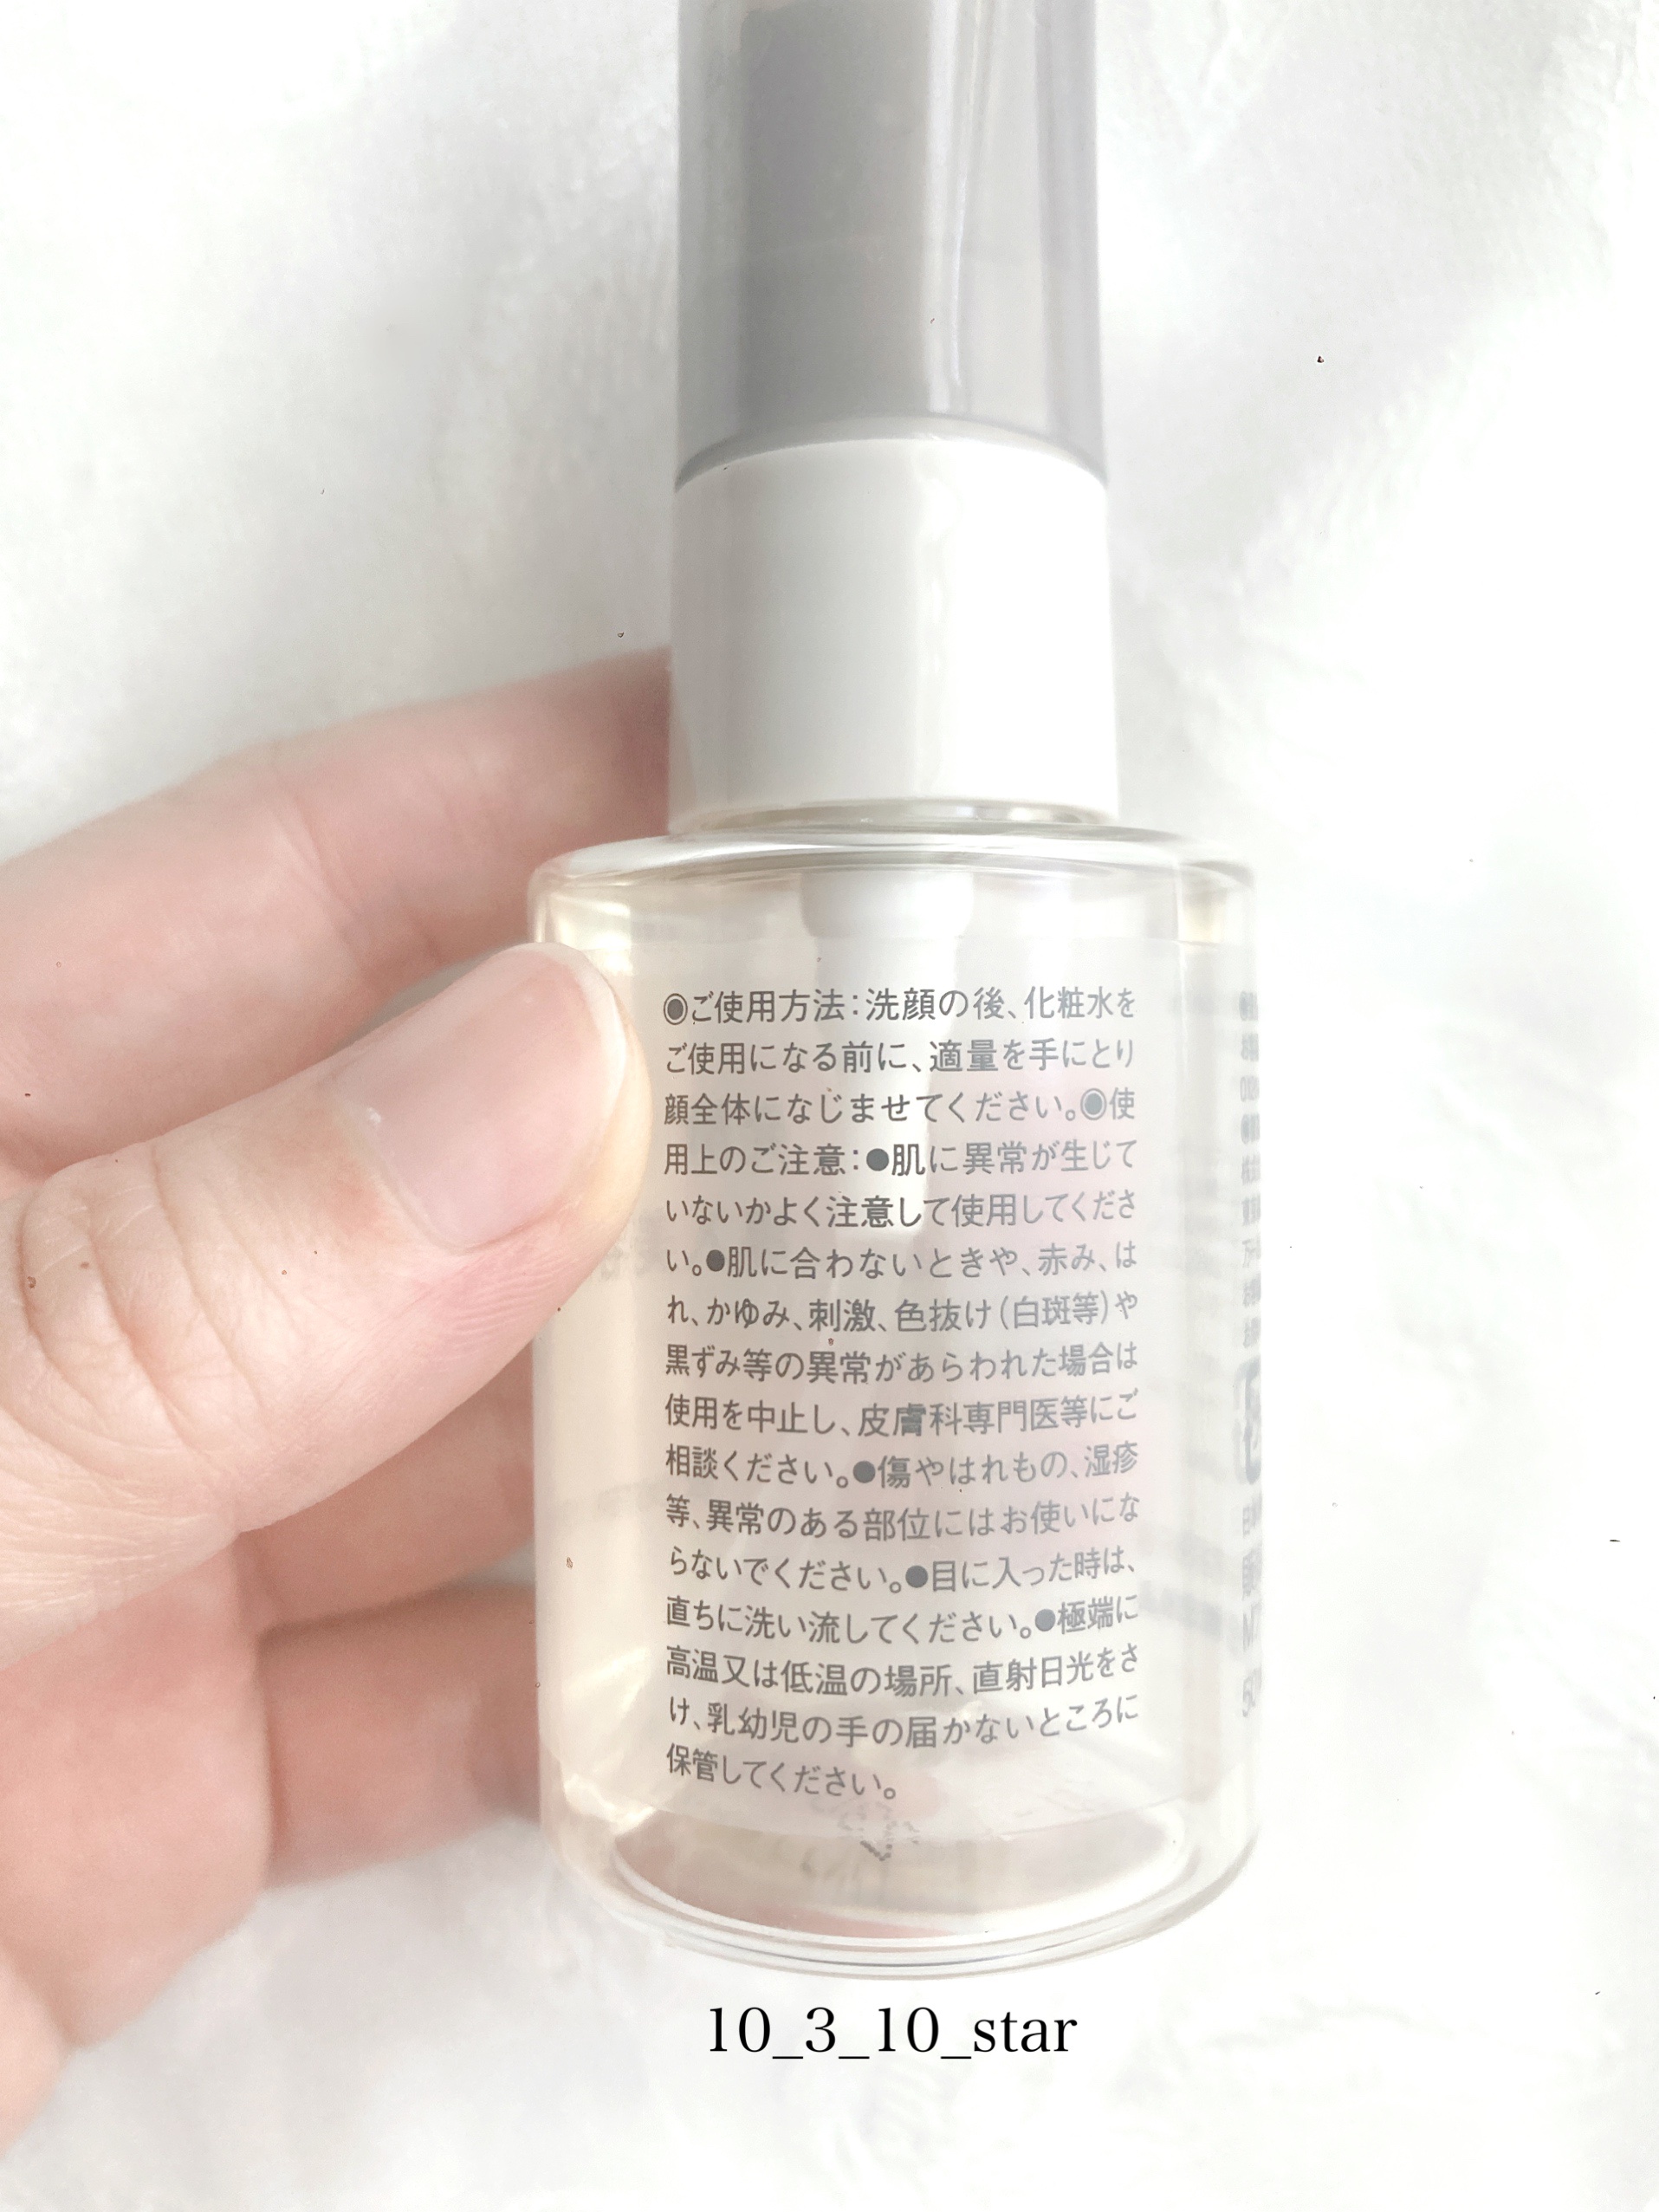 ◉ご使用方法：洗顔の後、化粧水を
ご使用になる前に、適量を手にとり
顔全体になじませてください。◉使
用上のご注意：●肌に異常が生じて
いないかよく注意して使用してくださ
い。●肌に合わないときや、赤み、は
れ、かゆみ、刺激、色抜け（白斑等）や
黒ずみ等の異常があらわれた場合は
使用を中止し、皮膚科専門医等にご
相談ください。●傷やはれもの、湿疹
等、異常のある部位にはお使いにな
らないでください。●目に入った時は、
直ちに洗い流してください。●極端に
高温又は低温の場所、直射日光をさ
け、乳幼児の手の届かないところに
保管してください。
10_3_10_star